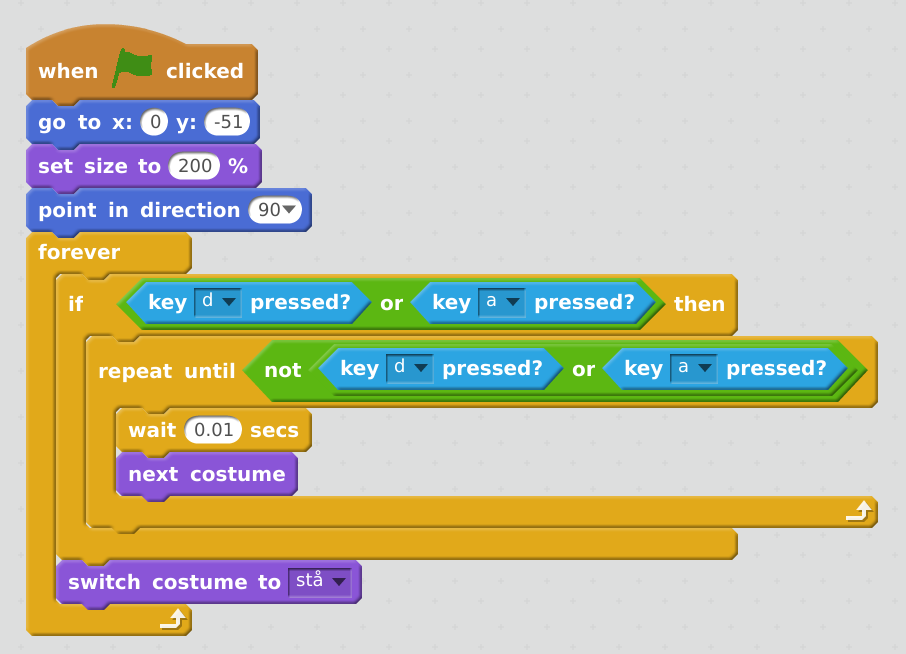 when clicked
go to x: 0 y: -51
set size to 200 %
point in direction 90
forever
if key d pressed? or key a pressed? then
repeat until not key d pressed? or key a pressed?
wait 0.01 secs
next costume
switch costume to stå